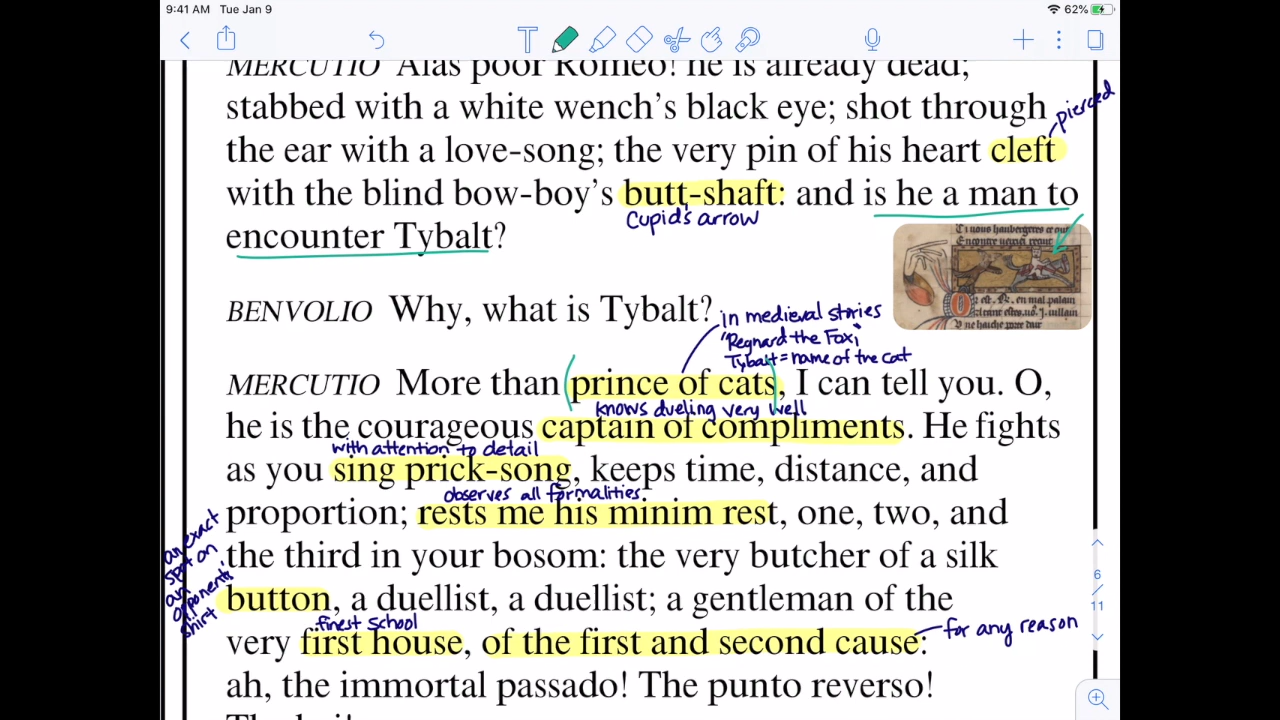 9:41 AM Tue Jan 9
62%
MERCUTIO Alas poor Romeo! he is already dead;
stabbed with a white wench's black eye; shot through
pierced
the ear with a love-song; the very pin of his heart cleft
with the blind bow-boy's butt-shaft: and is he a man to
Cupid's arrow
encounter Tybalt?
BENVOLIO Why, what is Tybalt?
in medieval stories
"Regnard the Fox,"
Tybalt = name of the cat
MERCUTIO More than (prince of cats), I can tell you. O,
knows dueling very well
he is the courageous captain of compliments. He fights
with attention to detail
as you sing prick-song, keeps time, distance, and
observes all formalities
proportion; rests me his minim rest, one, two, and
an exact
spot on
an
opponents'
shirt
the third in your bosom: the very butcher of a silk
button, a duellist, a duellist; a gentleman of the
finest school
very first house, of the first and second cause:
for any reason
ah, the immortal passado! The punto reverso!
6
11